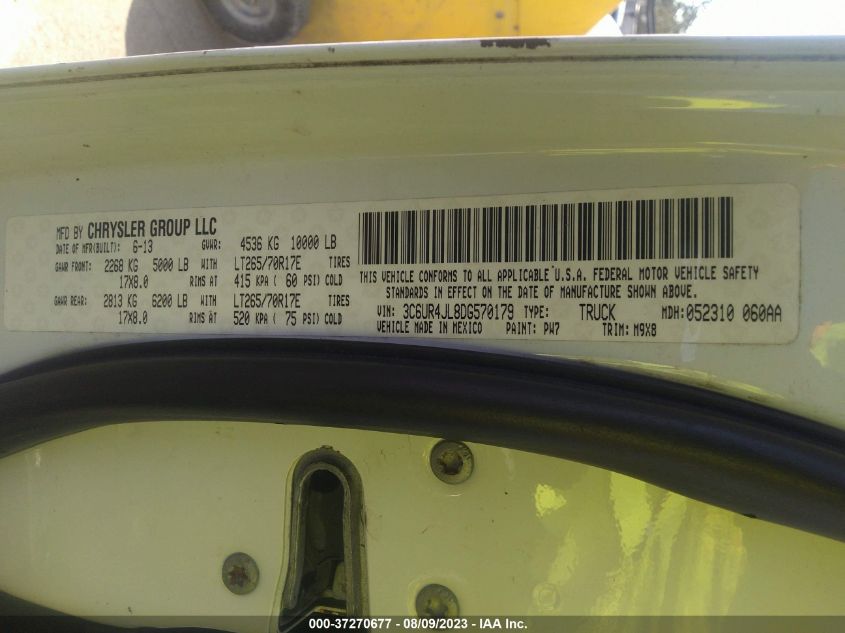 MFD BY CHRYSLER GROUP LLC
DATE OF MFR(BUILT): 6-13 GVWR: 4536 KG 10000 LB
GAWR FRONT: 2268 KG 5000 LB WITH LT265/70R17E TIRES
17X8.0 RIMS AT 415 KPA ( 60 PSI) COLD
GAWR REAR: 2813 KG 6200 LB WITH LT265/70R17E TIRES
17X8.0 RIMS AT 520 KPA ( 75 PSI) COLD
THIS VEHICLE CONFORMS TO ALL APPLICABLE U.S.A. FEDERAL MOTOR VEHICLE SAFETY
STANDARDS IN EFFECT ON THE DATE OF MANUFACTURE SHOWN ABOVE.
VIN: 3C6UR4JL8DG570179 TYPE: TRUCK MDH: 052310 060AA
VEHICLE MADE IN MEXICO PAINT: PW7 TRIM: M9X8
000-37270677 - 08/09/2023 - IAA Inc.